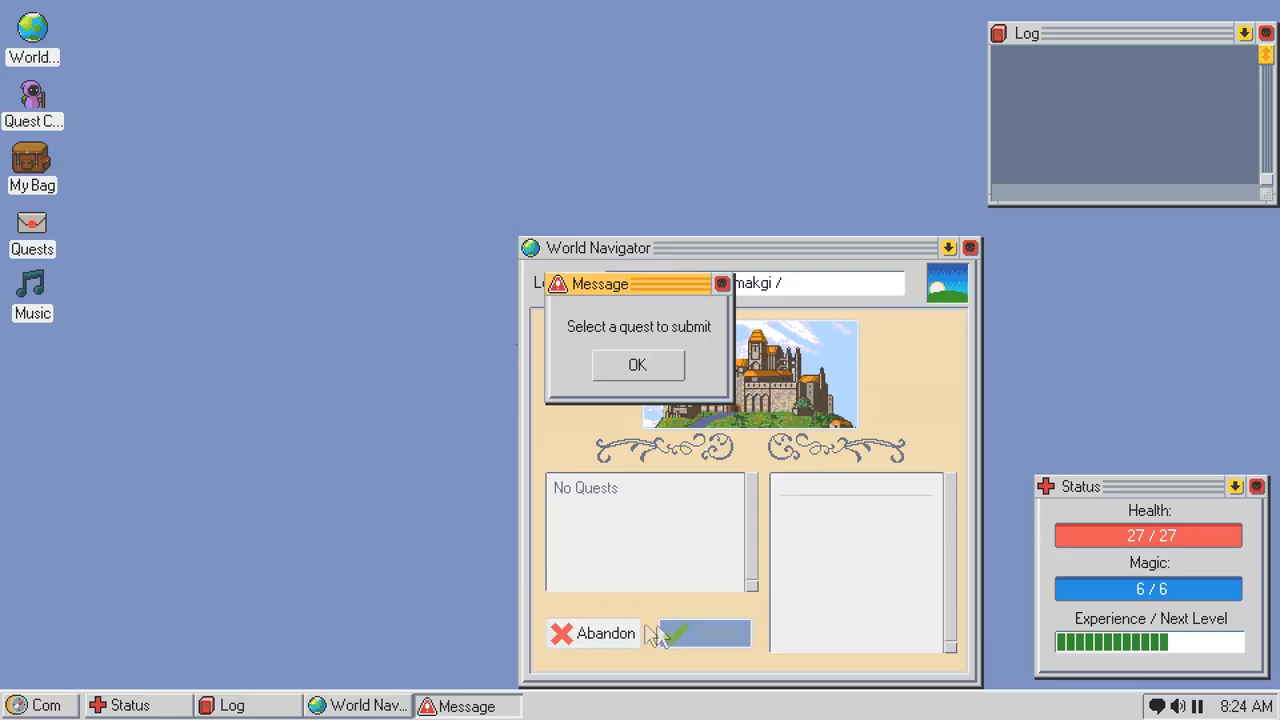 World...
Quest C...
My Bag
Quests
Music
Log
World Navigator
makgi /
Message
Select a quest to submit
OK
No Quests
Abandon
Status
Health:
27 / 27
Magic:
6 / 6
Experience / Next Level
Com
Status
Log
World Nav...
Message
8:24 AM